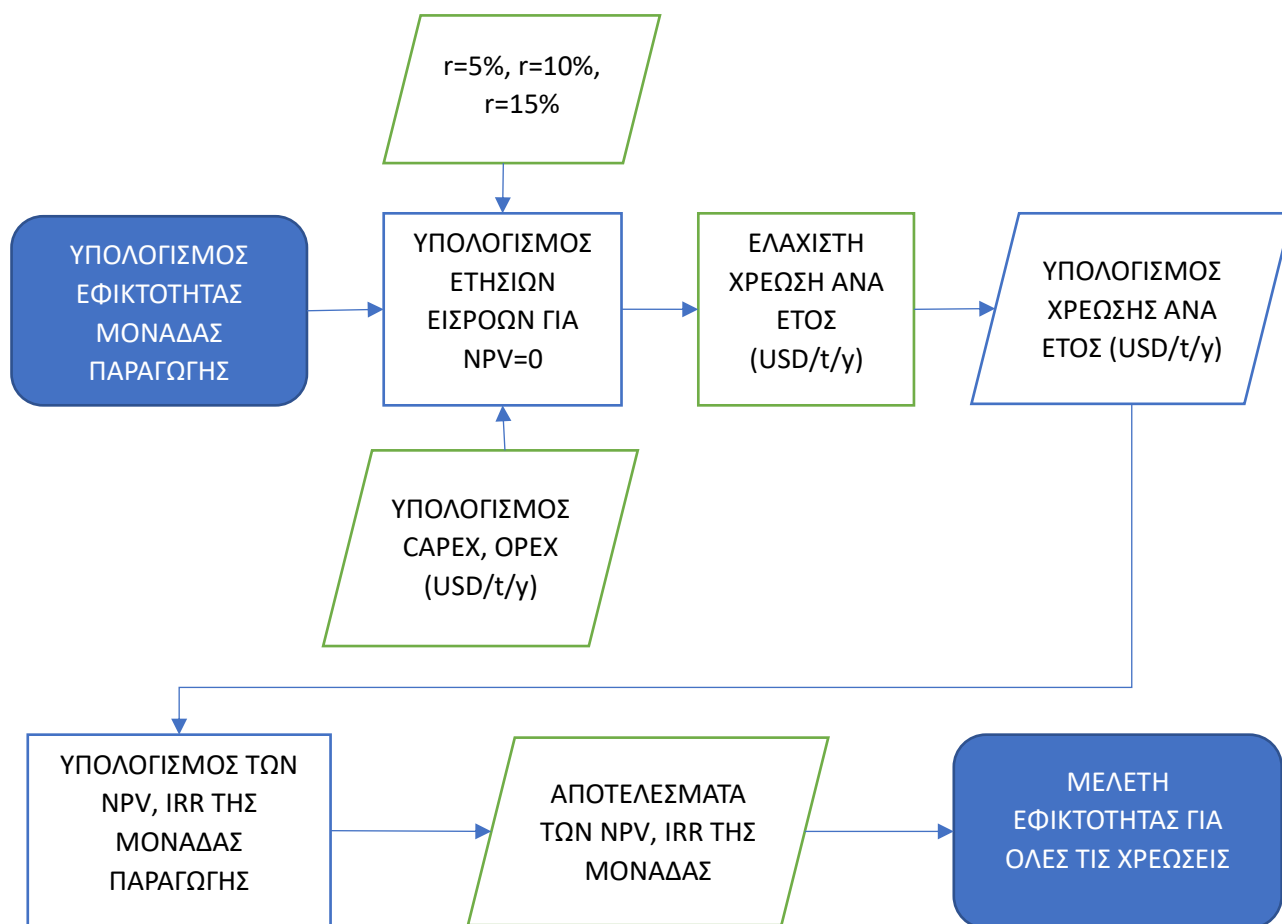 r=5%, r=10%,
r=15%
ΥΠΟΛΟΓΙΣΜΟΣ
ΕΦΙΚΤΟΤΗΤΑΣ
ΜΟΝΑΔΑΣ
ΠΑΡΑΓΩΓΗΣ
ΥΠΟΛΟΓΙΣΜΟΣ
ΕΤΗΣΙΩΝ
ΕΙΣΡΟΩΝ ΓΙΑ
NPV=0
ΕΛΑΧΙΣΤΗ
ΧΡΕΩΣΗ ΑΝΑ
ΕΤΟΣ
(USD/t/y)
ΥΠΟΛΟΓΙΣΜΟΣ
ΧΡΕΩΣΗΣ ΑΝΑ
ΕΤΟΣ (USD/t/y)
ΥΠΟΛΟΓΙΣΜΟΣ
CAPEX, OPEX
(USD/t/y)
ΥΠΟΛΟΓΙΣΜΟΣ ΤΩΝ
NPV, IRR ΤΗΣ
ΜΟΝΑΔΑΣ
ΠΑΡΑΓΩΓΗΣ
ΑΠΟΤΕΛΕΣΜΑΤΑ
ΤΩΝ NPV, IRR ΤΗΣ
ΜΟΝΑΔΑΣ
ΜΕΛΕΤΗ
ΕΦΙΚΤΟΤΗΤΑΣ ΓΙΑ
ΟΛΕΣ ΤΙΣ ΧΡΕΩΣΕΙΣ